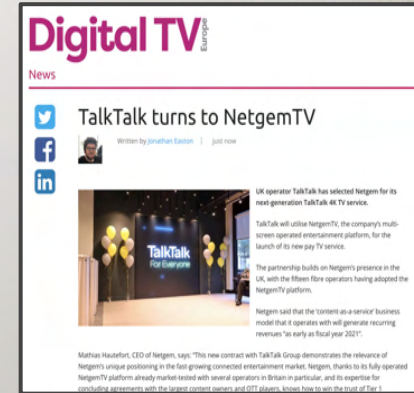 Digital TV Europe
News
TalkTalk turns to NetgemTV
Written by Jonathan Easton | Just now
TalkTalk
For Everyone
UK operator TalkTalk has selected Netgem for its
next-generation TalkTalk 4K TV service.
TalkTalk will utilise NetgemTV, the company's multi-
screen operated entertainment platform, for the
launch of its new pay TV service.
The partnership builds on Netgem's presence in the
UK, with the fifteen fibre operators having adopted the
NetgemTV platform.
Netgem said that the 'content-as-a-service' business
model that it operates with will generate recurring
revenues "as early as fiscal year 2021".
Mathias Hautefort, CEO of Netgem, says: "This new contract with TalkTalk Group demonstrates the relevance of
Netgem's unique positioning in the fast-growing connected entertainment market. Netgem, thanks to its fully operated
NetgemTV platform already market-tested with several operators in Britain in particular, and its expertise for
concluding agreements with the largest content owners and OTT players, knows how to win the trust of Tier 1